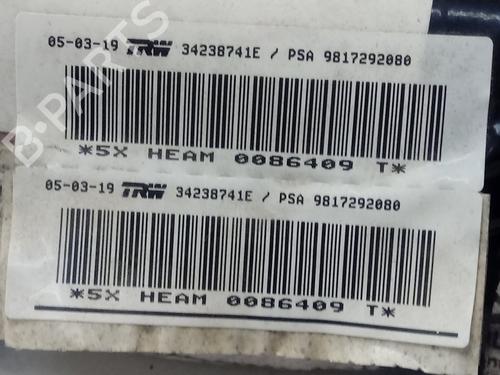 05-03-19 TRW 34238741E / PSA 9817292080
*5X HEAM 0086409 T*
05-03-19 TRW 34238741E / PSA 9817292080
*5X HEAM 0086409 T*
B-PARTS